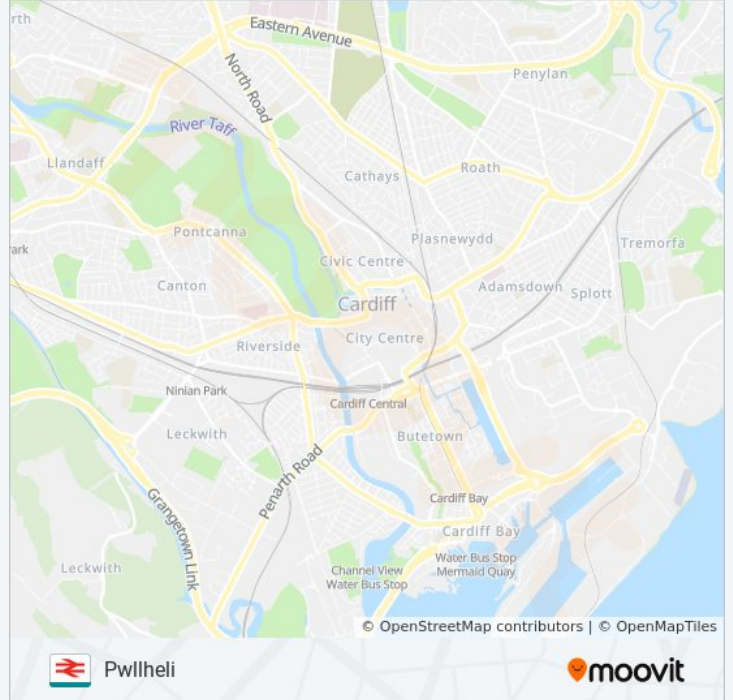 rth
Eastern Avenue
North Road
Penylan
River Taff
Llandaff
Cathays
Roath
Pontcanna
Plasnewydd
ark
Civic Centre
Tremorfa
Canton
Adamsdown
Splott
Cardiff
City Centre
Riverside
Ninian Park
Cardiff Central
Leckwith
Butetown
Penarth Road
Grangetown Link
Cardiff Bay
Cardiff Bay
Water Bus Stop
Mermaid Quay
Channel View
Water Bus Stop
Leckwith
© OpenStreetMap contributors | © OpenMapTiles
Pwllheli
moovit